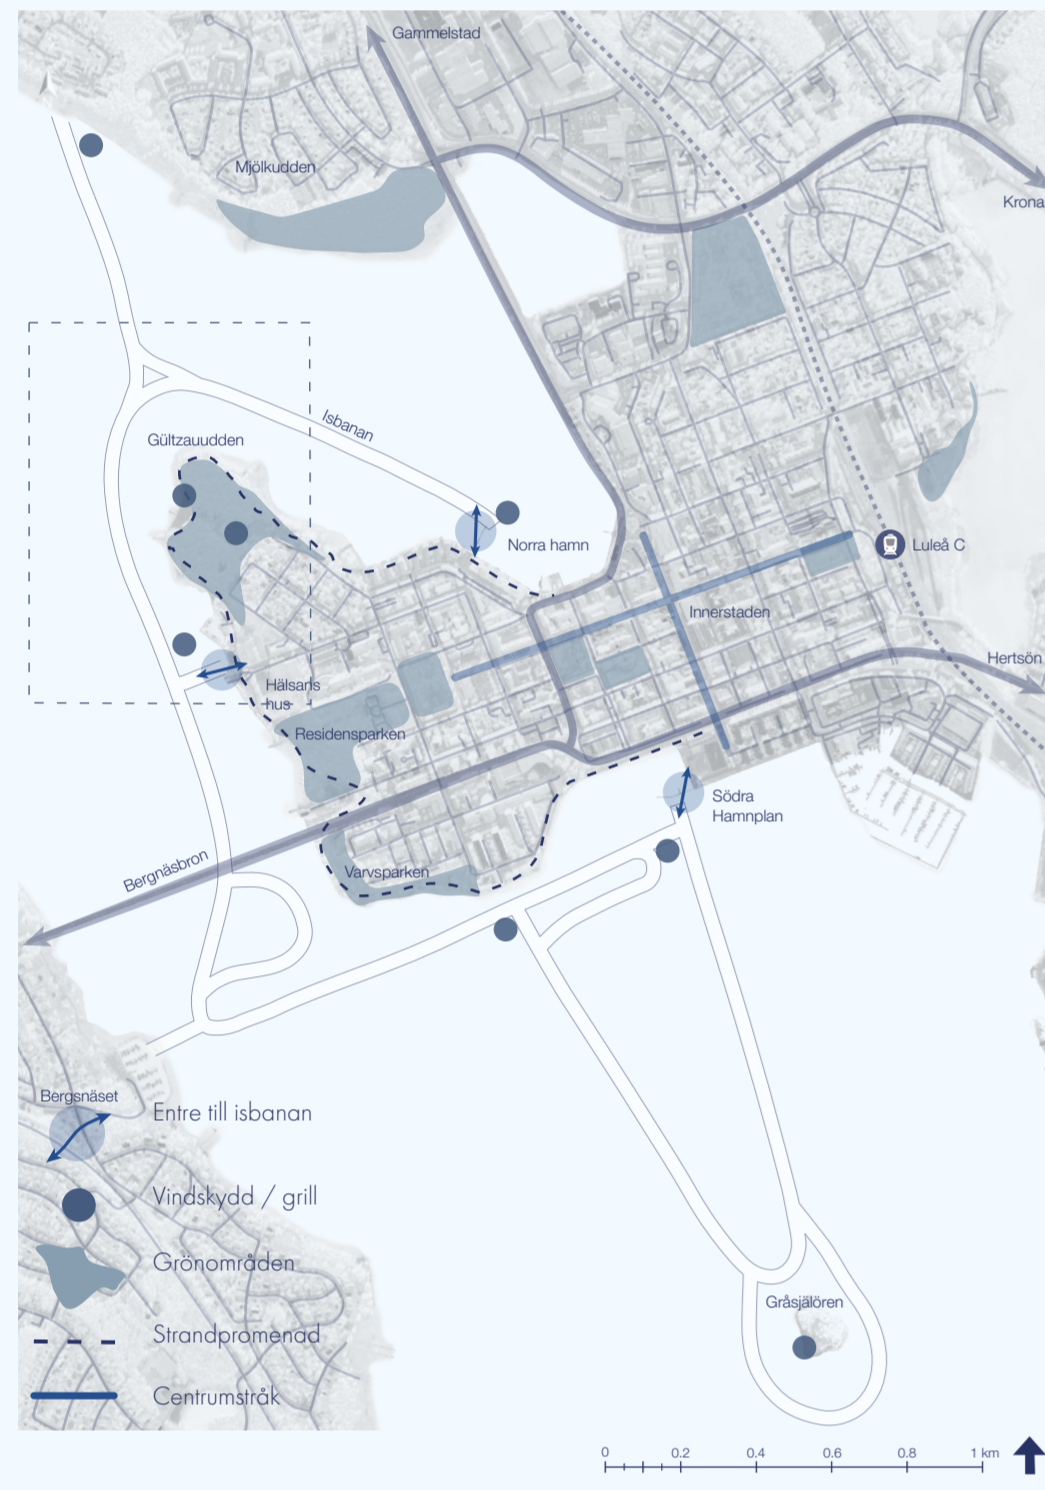 Gammelstad
Mjölkudden
Krona
Isbanan
Gültzauudden
Norra hamn
Luleå C
Innerstaden
Hertsön
Hälsans
hus
Residensparken
Södra
Hamnplan
Bergnäsbron
Varvsparken
Bergsnäset
Entre till isbanan
Vindskydd / grill
Grönområden
Strandpromenad
Centrumstråk
Gråsjälören
0 0.2 0.4 0.6 0.8 1 km